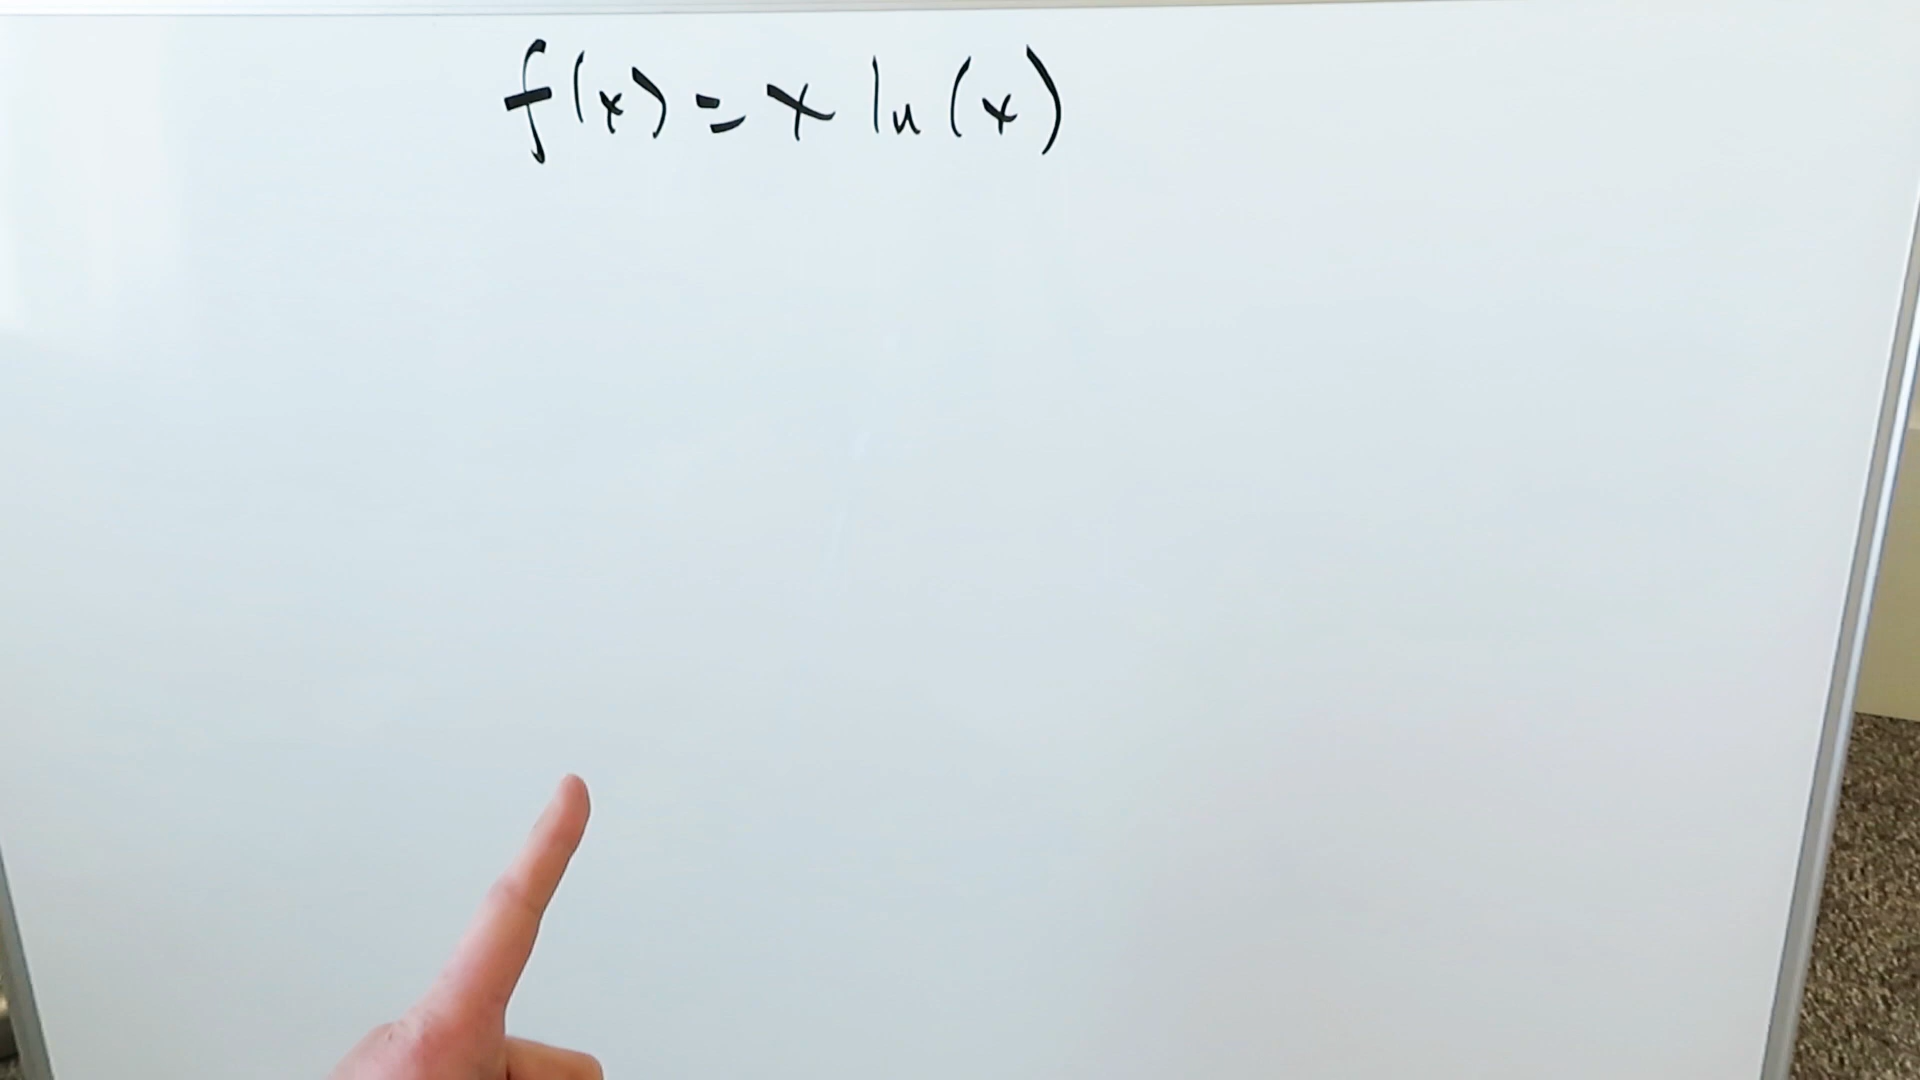 f(x) = x ln(x)